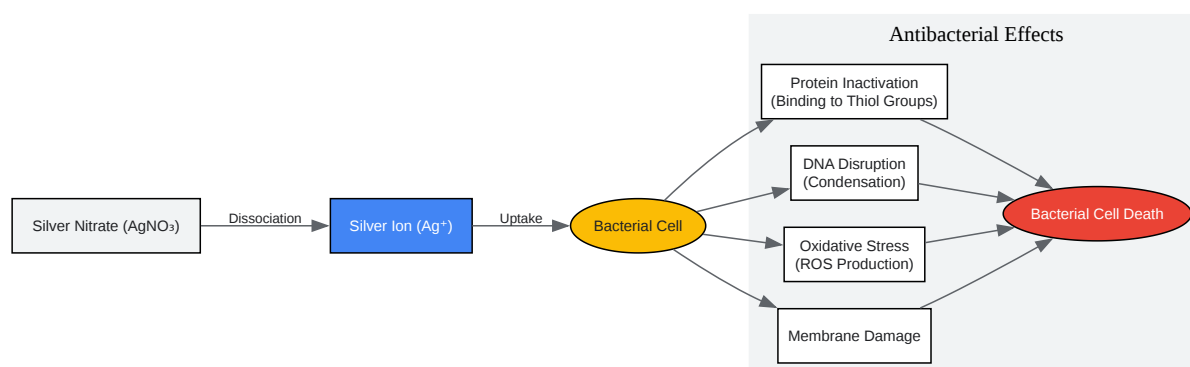 Antibacterial Effects
Silver Nitrate (AgNO₃)
Dissociation
Silver Ion (Ag⁺)
Uptake
Bacterial Cell
Protein Inactivation
(Binding to Thiol Groups)
DNA Disruption
(Condensation)
Oxidative Stress
(ROS Production)
Membrane Damage
Bacterial Cell Death